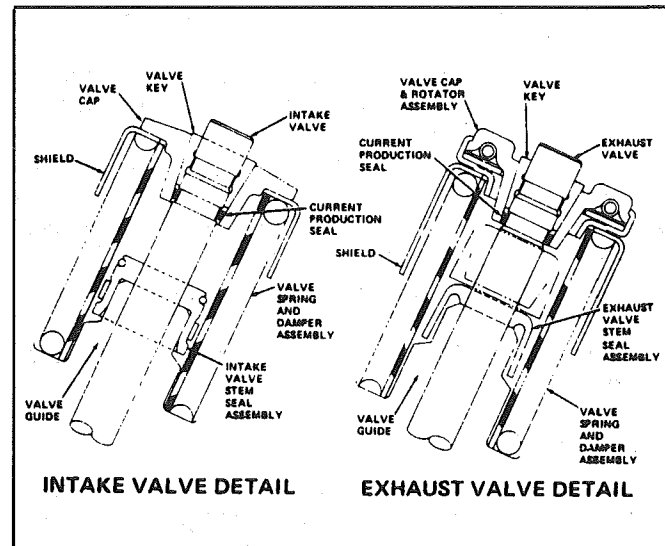 VALVE
CAP
VALVE
KEY
INTAKE
VALVE
SHIELD
CURRENT
PRODUCTION
SEAL
VALVE
SPRING
AND
DAMPER
ASSEMBLY
INTAKE
VALVE
STEM
SEAL
ASSEMBLY
VALVE
GUIDE
INTAKE VALVE DETAIL
VALVE CAP
& ROTATOR
ASSEMBLY
VALVE
KEY
EXHAUST
VALVE
CURRENT
PRODUCTION
SEAL
SHIELD
EXHAUST
VALVE
STEM
SEAL
ASSEMBLY
VALVE
GUIDE
VALVE
SPRING
AND
DAMPER
ASSEMBLY
EXHAUST VALVE DETAIL